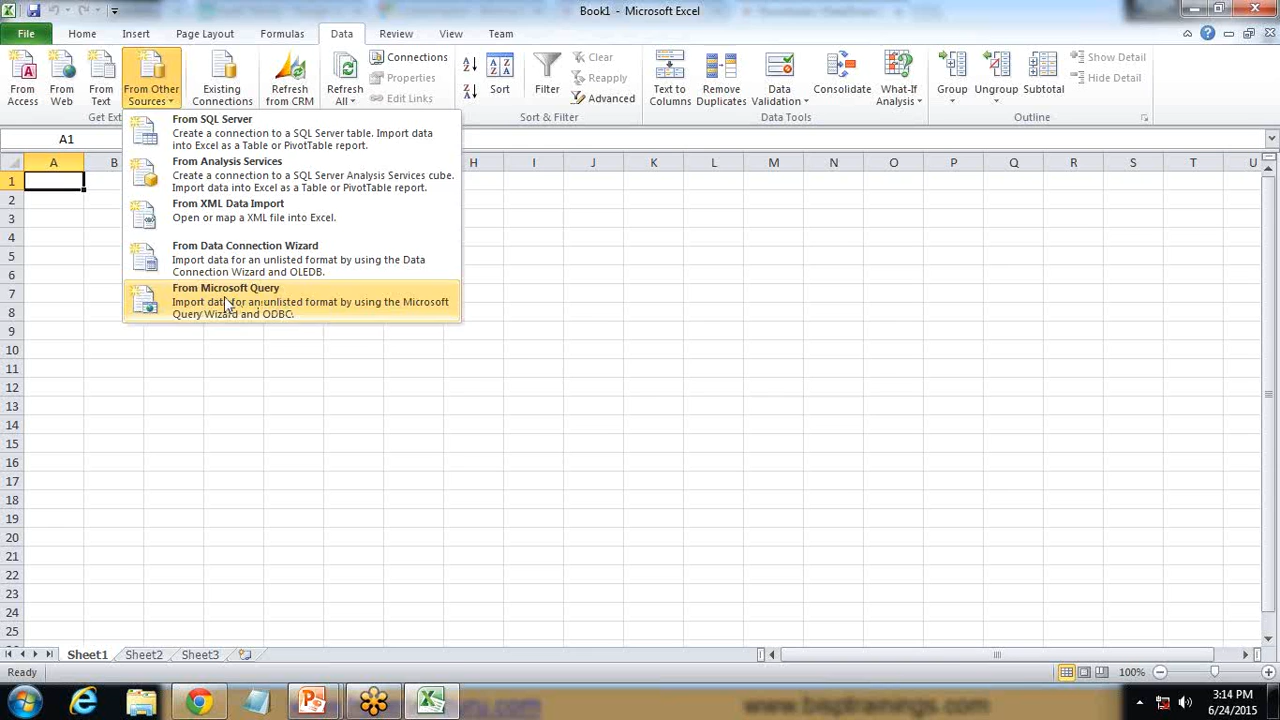 Book1 - Microsoft Excel
File
Home
Insert
Page Layout
Formulas
Data
Review
View
Team
From Access
From Web
From Text
From Other Sources
Existing Connections
Refresh from CRM
Refresh All
Connections
Properties
Edit Links
Sort
Filter
Clear
Reapply
Advanced
Text to Columns
Remove Duplicates
Data Validation
Consolidate
What-If Analysis
Group
Ungroup
Subtotal
Show Detail
Hide Detail
Get Ext
Sort & Filter
Data Tools
Outline
A1
From SQL Server
Create a connection to a SQL Server table. Import data
into Excel as a Table or PivotTable report.
From Analysis Services
Create a connection to a SQL Server Analysis Services cube.
Import data into Excel as a Table or PivotTable report.
From XML Data Import
Open or map a XML file into Excel.
From Data Connection Wizard
Import data for an unlisted format by using the Data
Connection Wizard and OLEDB.
From Microsoft Query
Import data for an unlisted format by using the Microsoft
Query Wizard and ODBC.
A B H I J K L M N O P Q R S T U
1
2
3
4
5
6
7
8
9
10
11
12
13
14
15
16
17
18
19
20
21
22
23
24
25
Sheet1
Sheet2
Sheet3
Ready
100%
3:14 PM
6/24/2015